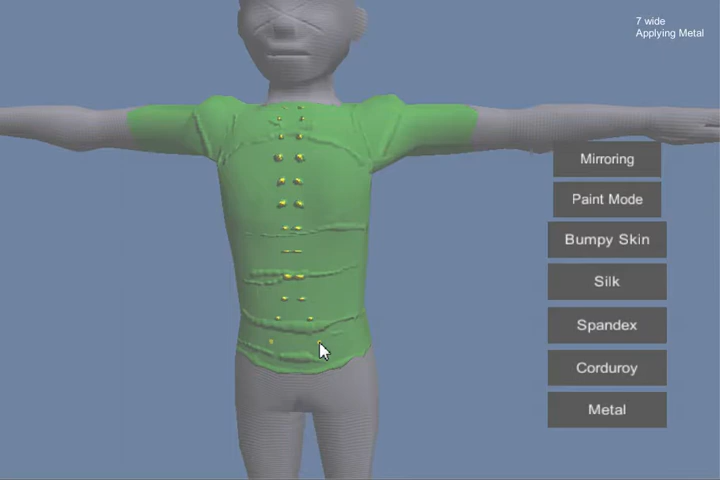 7 wide
Applying Metal
Mirroring
Paint Mode
Bumpy Skin
Silk
Spandex
Corduroy
Metal